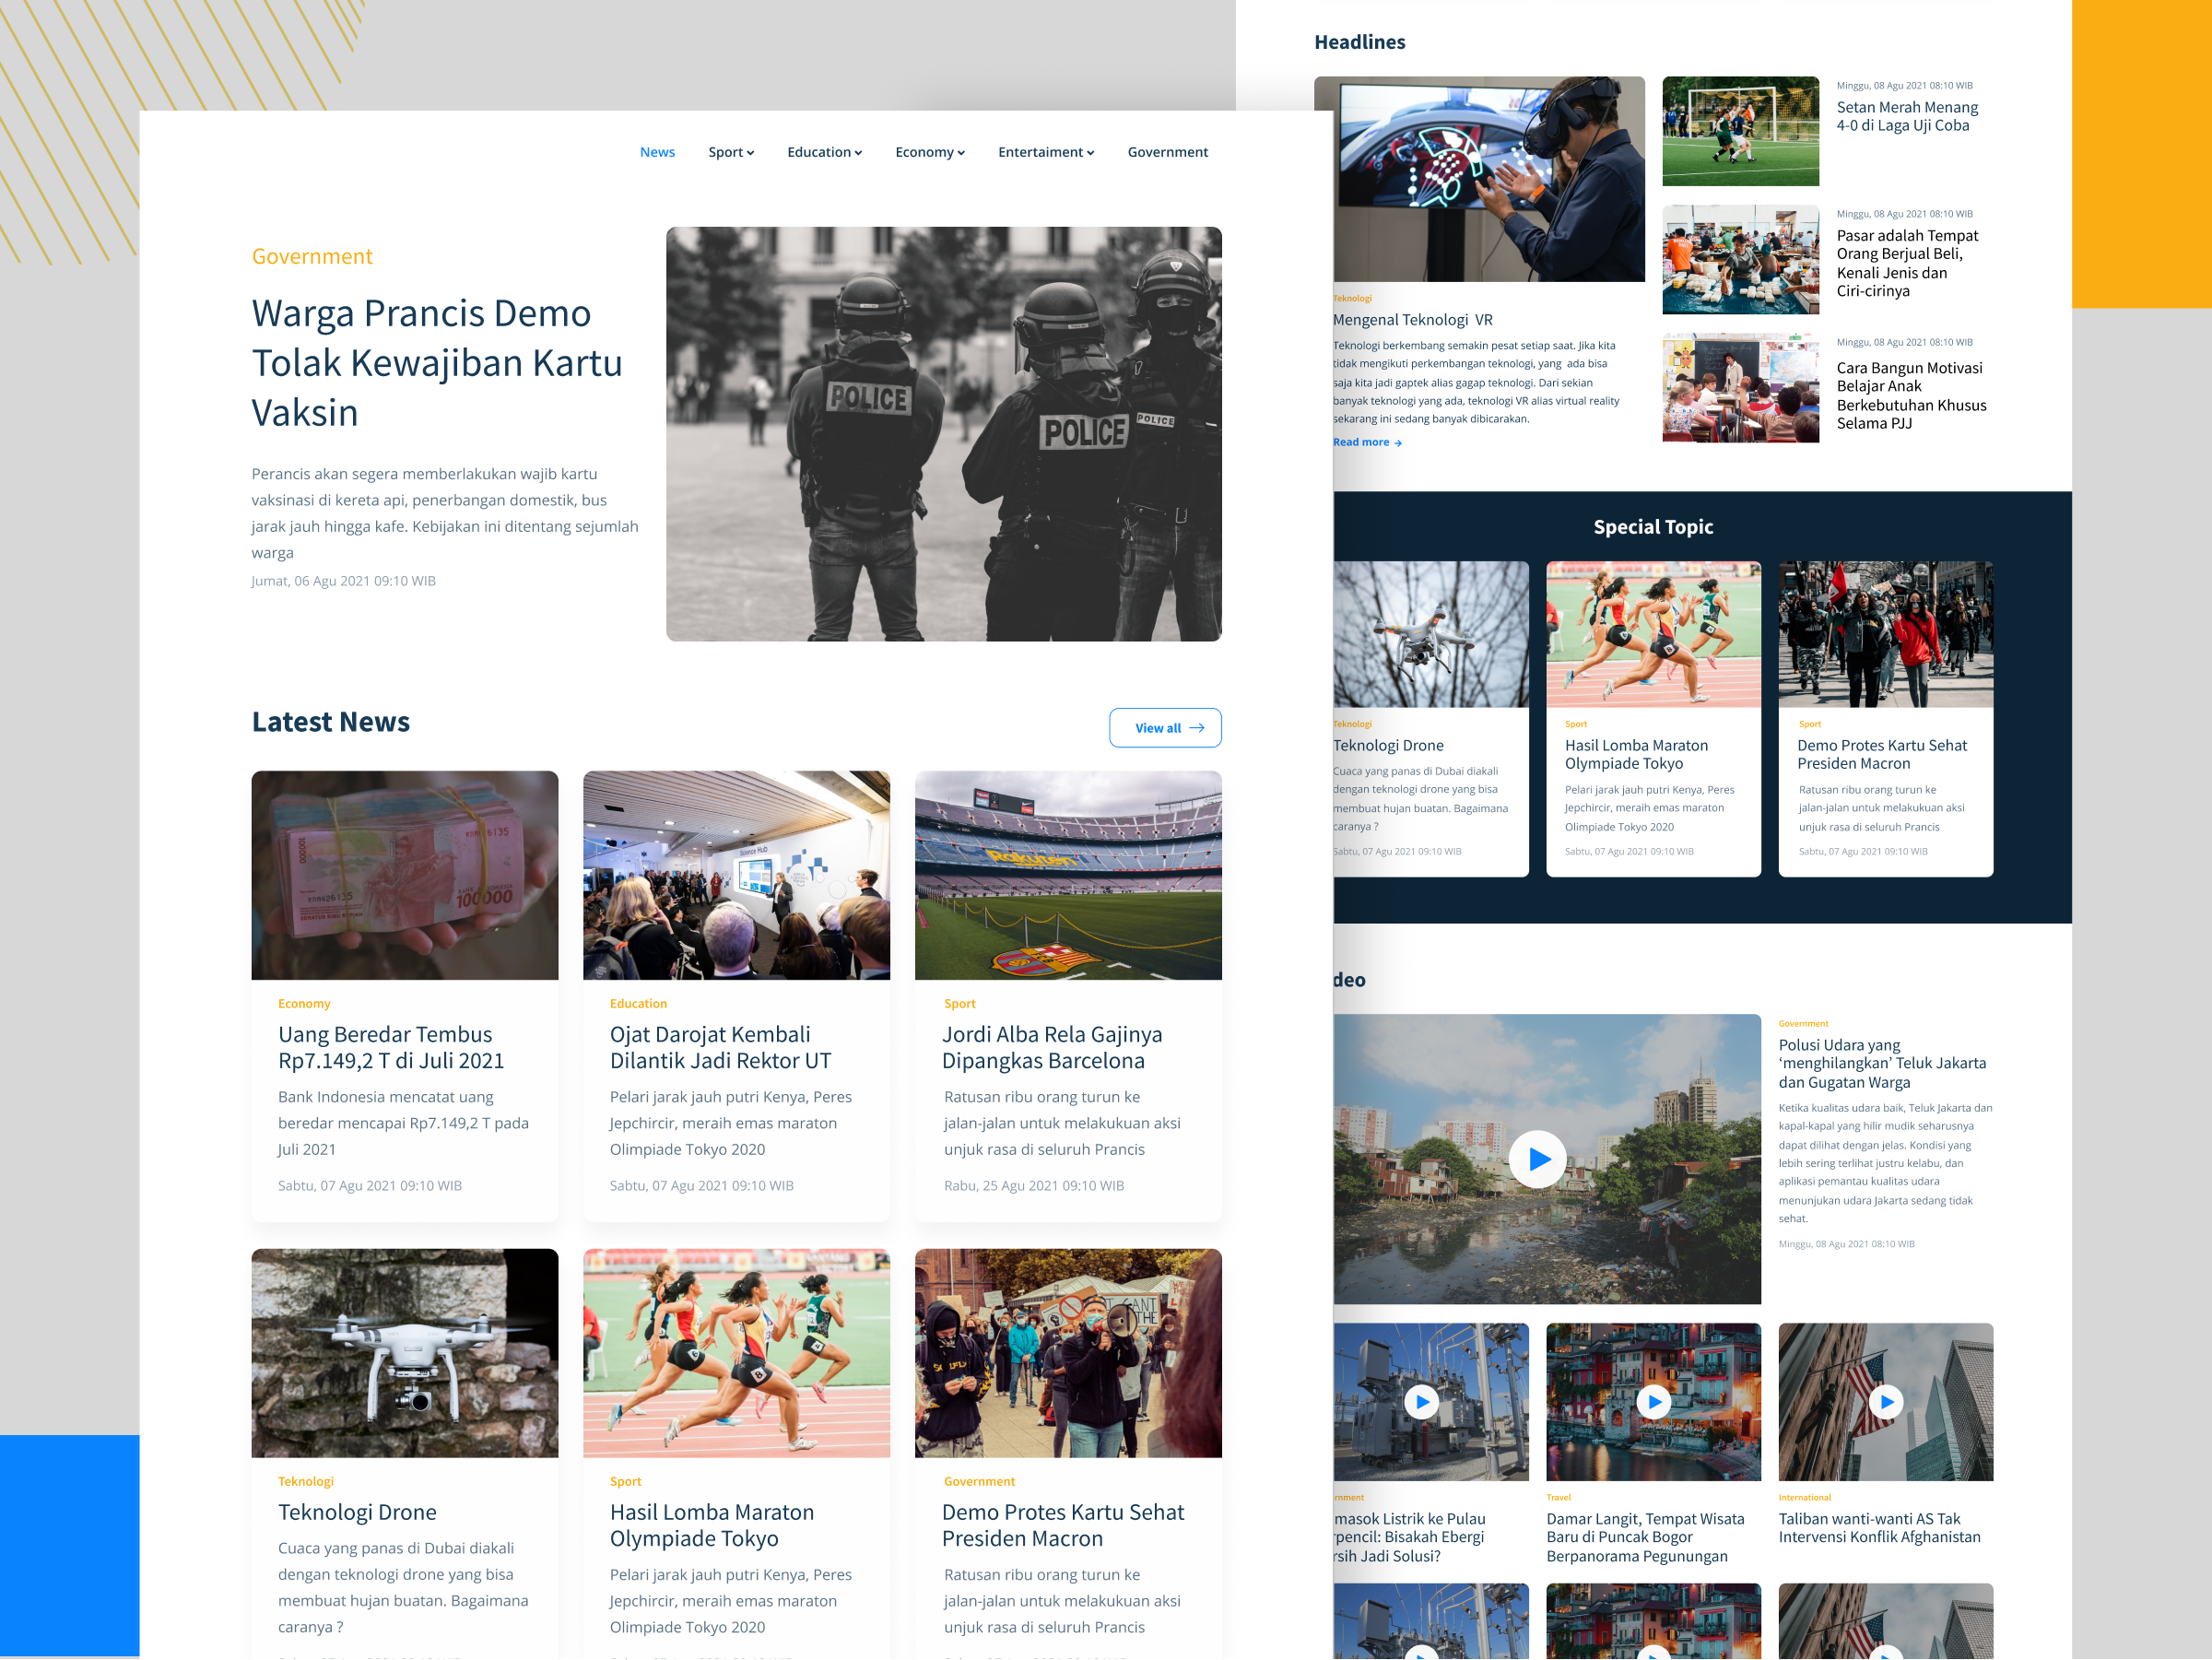 News
Sport
Education
Economy
Entertaiment
Government
Government
Warga Prancis Demo
Tolak Kewajiban Kartu
Vaksin
Perancis akan segera memberlakukan wajib kartu
vaksinasi di kereta api, penerbangan domestik, bus
jarak jauh hingga kafe. Kebijakan ini ditentang sejumlah
warga
Jumat, 06 Agu 2021 09:10 WIB
POLICE
POLICE
POLICE
Latest News
View all
100000
Science Hub
Rakuten
Economy
Uang Beredar Tembus
Rp7.149,2 T di Juli 2021
Bank Indonesia mencatat uang
beredar mencapai Rp7.149,2 T pada
Juli 2021
Sabtu, 07 Agu 2021 09:10 WIB
Education
Ojat Darojat Kembali
Dilantik Jadi Rektor UT
Pelari jarak jauh putri Kenya, Peres
Jepchircir, meraih emas maraton
Olimpiade Tokyo 2020
Sabtu, 07 Agu 2021 09:10 WIB
Sport
Jordi Alba Rela Gajinya
Dipangkas Barcelona
Ratusan ribu orang turun ke
jalan-jalan untuk melakukuan aksi
unjuk rasa di seluruh Prancis
Rabu, 25 Agu 2021 09:10 WIB
Teknologi
Teknologi Drone
Cuaca yang panas di Dubai diakali
dengan teknologi drone yang bisa
membuat hujan buatan. Bagaimana
caranya ?
Sport
Hasil Lomba Maraton
Olympiade Tokyo
Pelari jarak jauh putri Kenya, Peres
Jepchircir, meraih emas maraton
Olimpiade Tokyo 2020
Government
Demo Protes Kartu Sehat
Presiden Macron
Ratusan ribu orang turun ke
jalan-jalan untuk melakukuan aksi
unjuk rasa di seluruh Prancis
Headlines
Teknologi
Mengenal Teknologi VR
Teknologi berkembang semakin pesat setiap saat. Jika kita
tidak mengikuti perkembangan teknologi, yang ada bisa
saja kita jadi gaptek alias gagap teknologi. Dari sekian
banyak teknologi yang ada, teknologi VR alias virtual reality
sekarang ini sedang banyak dibicarakan.
Read more
Minggu, 08 Agu 2021 08:10 WIB
Setan Merah Menang
4-0 di Laga Uji Coba
Minggu, 08 Agu 2021 08:10 WIB
Pasar adalah Tempat
Orang Berjual Beli,
Kenali Jenis dan
Ciri-cirinya
Minggu, 08 Agu 2021 08:10 WIB
Cara Bangun Motivasi
Belajar Anak
Berkebutuhan Khusus
Selama PJJ
Special Topic
Teknologi
Teknologi Drone
Cuaca yang panas di Dubai diakali
dengan teknologi drone yang bisa
membuat hujan buatan. Bagaimana
caranya ?
Sabtu, 07 Agu 2021 09:10 WIB
Sport
Hasil Lomba Maraton
Olympiade Tokyo
Pelari jarak jauh putri Kenya, Peres
Jepchircir, meraih emas maraton
Olimpiade Tokyo 2020
Sabtu, 07 Agu 2021 09:10 WIB
Sport
Demo Protes Kartu Sehat
Presiden Macron
Ratusan ribu orang turun ke
jalan-jalan untuk melakukuan aksi
unjuk rasa di seluruh Prancis
Sabtu, 07 Agu 2021 09:10 WIB
deo
Government
Polusi Udara yang
‘menghilangkan’ Teluk Jakarta
dan Gugatan Warga
Ketika kualitas udara baik, Teluk Jakarta dan
kapal-kapal yang hilir mudik seharusnya
dapat dilihat dengan jelas. Kondisi yang
lebih sering terlihat justru kelabu, dan
aplikasi pemantau kualitas udara
menunjukan udara Jakarta sedang tidak
sehat.
Minggu, 08 Agu 2021 08:10 WIB
rnment
masok Listrik ke Pulau
rpencil: Bisakah Ebergi
rsih Jadi Solusi?
Travel
Damar Langit, Tempat Wisata
Baru di Puncak Bogor
Berpanorama Pegunungan
International
Taliban wanti-wanti AS Tak
Intervensi Konflik Afghanistan